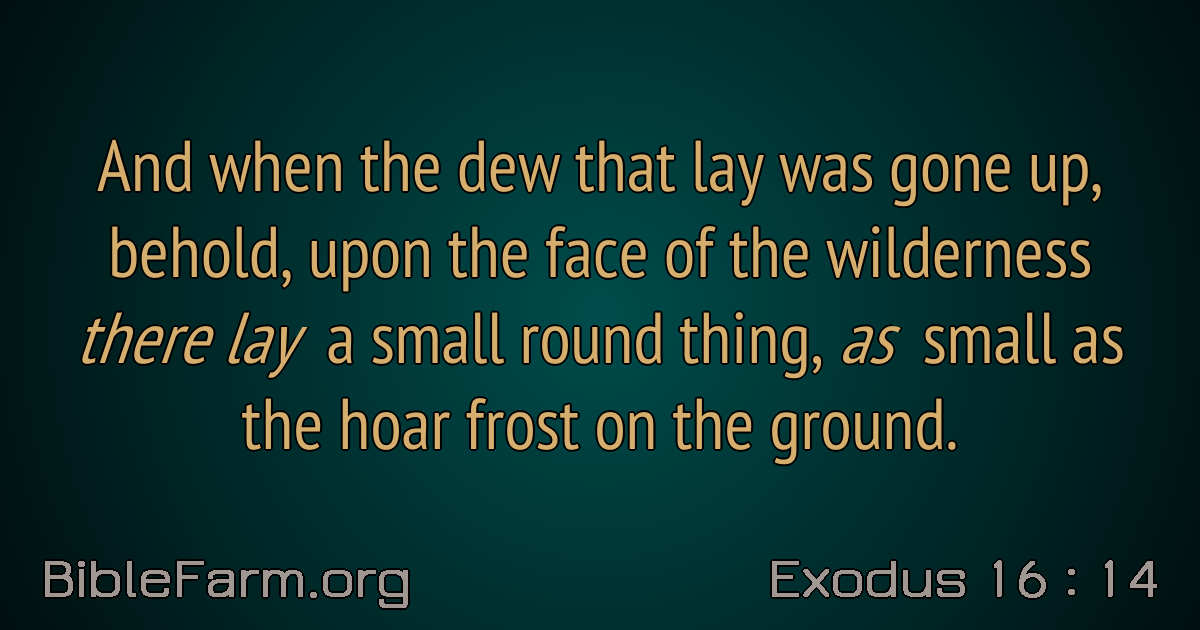 And when the dew that lay was gone up,
behold, upon the face of the wilderness
there lay a small round thing, as small as
the hoar frost on the ground.
BibleFarm.org
Exodus 16 : 14